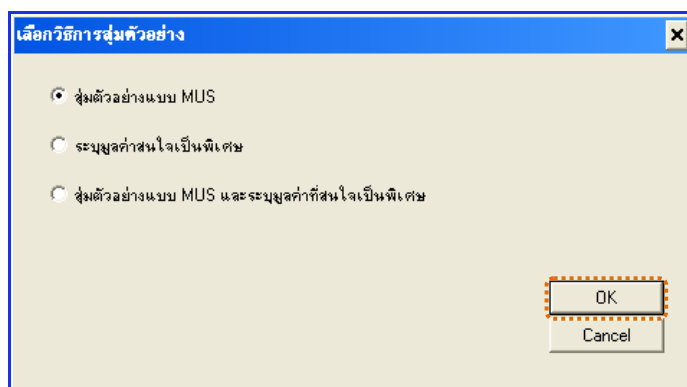 เลือกวิธีการสุ่มตัวอย่าง
สุ่มตัวอย่างแบบ MUS
ระบุมูลค่าสนใจเป็นพิเศษ
สุ่มตัวอย่างแบบ MUS และระบุมูลค่าที่สนใจเป็นพิเศษ
OK
Cancel